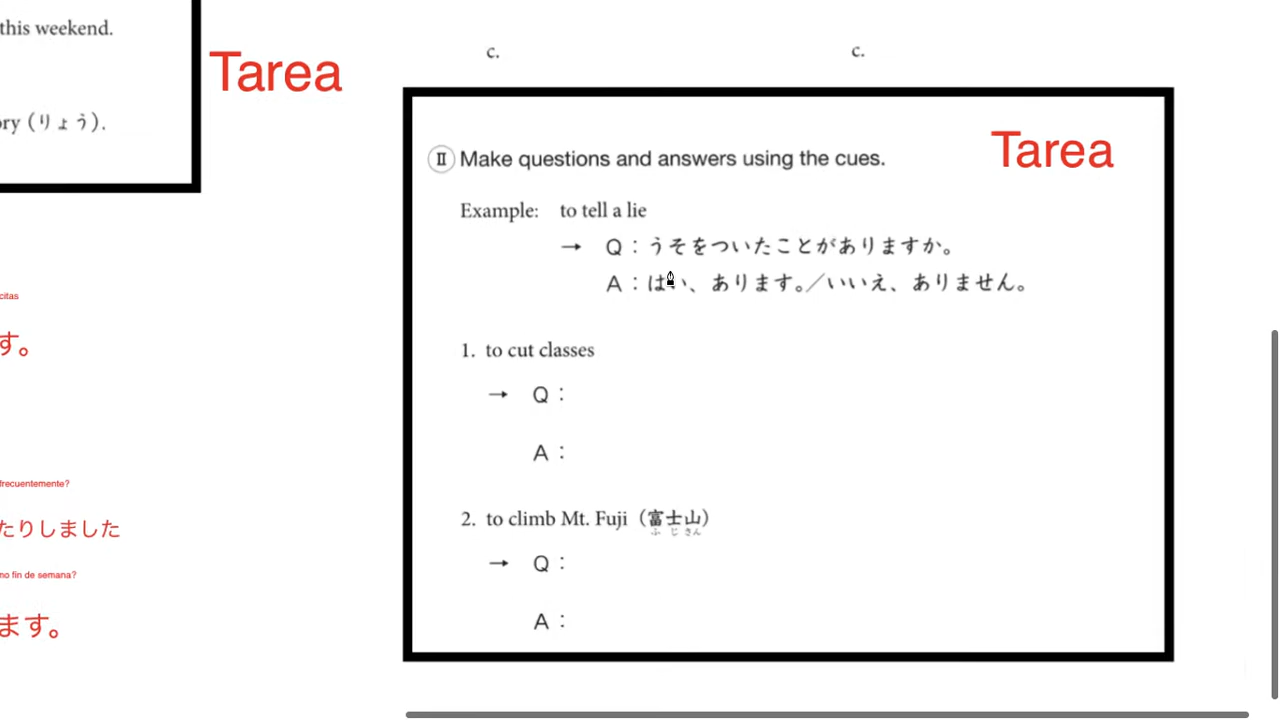 this weekend.
Tarea
ory (りょう).
citas
す。
frecuentemente?
たりしました
no fin de semana?
ます。
c.
c.
Tarea
Ⅱ Make questions and answers using the cues.
Example: to tell a lie
→ Q：うそをついたことがありますか。
A：はい、あります。／いいえ、ありません。
1. to cut classes
→ Q：
A：
2. to climb Mt. Fuji（富士山）
ふ じ さん
→ Q：
A：